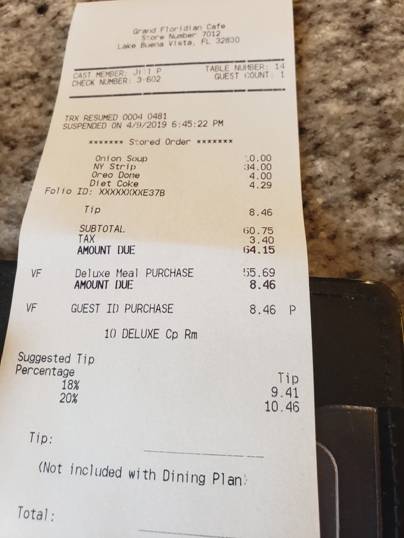 Grand Floridian Cafe
Store Number 7012
Lake Buena Vista, FL 32830
CAST MEMBER: Jill P TABLE NUMBER: 14
CHECK NUMBER: 3-602 GUEST COUNT: 1
TRX RESUMED 0004 0481
SUSPENDED ON 4/9/2019 6:45:22 PM
******* Stored Order *******
Onion Soup 10.00
NY Strip 34.00
Oreo Dome 4.00
Diet Coke 4.29
Folio ID: XXXXXXXXE37B
Tip 8.46
SUBTOTAL 60.75
TAX 3.40
AMOUNT DUE 64.15
VF Deluxe Meal PURCHASE 55.69
AMOUNT DUE 8.46
VF GUEST ID PURCHASE 8.46 P
10 DELUXE Cp Rm
Suggested Tip
Percentage Tip
18% 9.41
20% 10.46
Tip:
(Not included with Dining Plan)
Total: